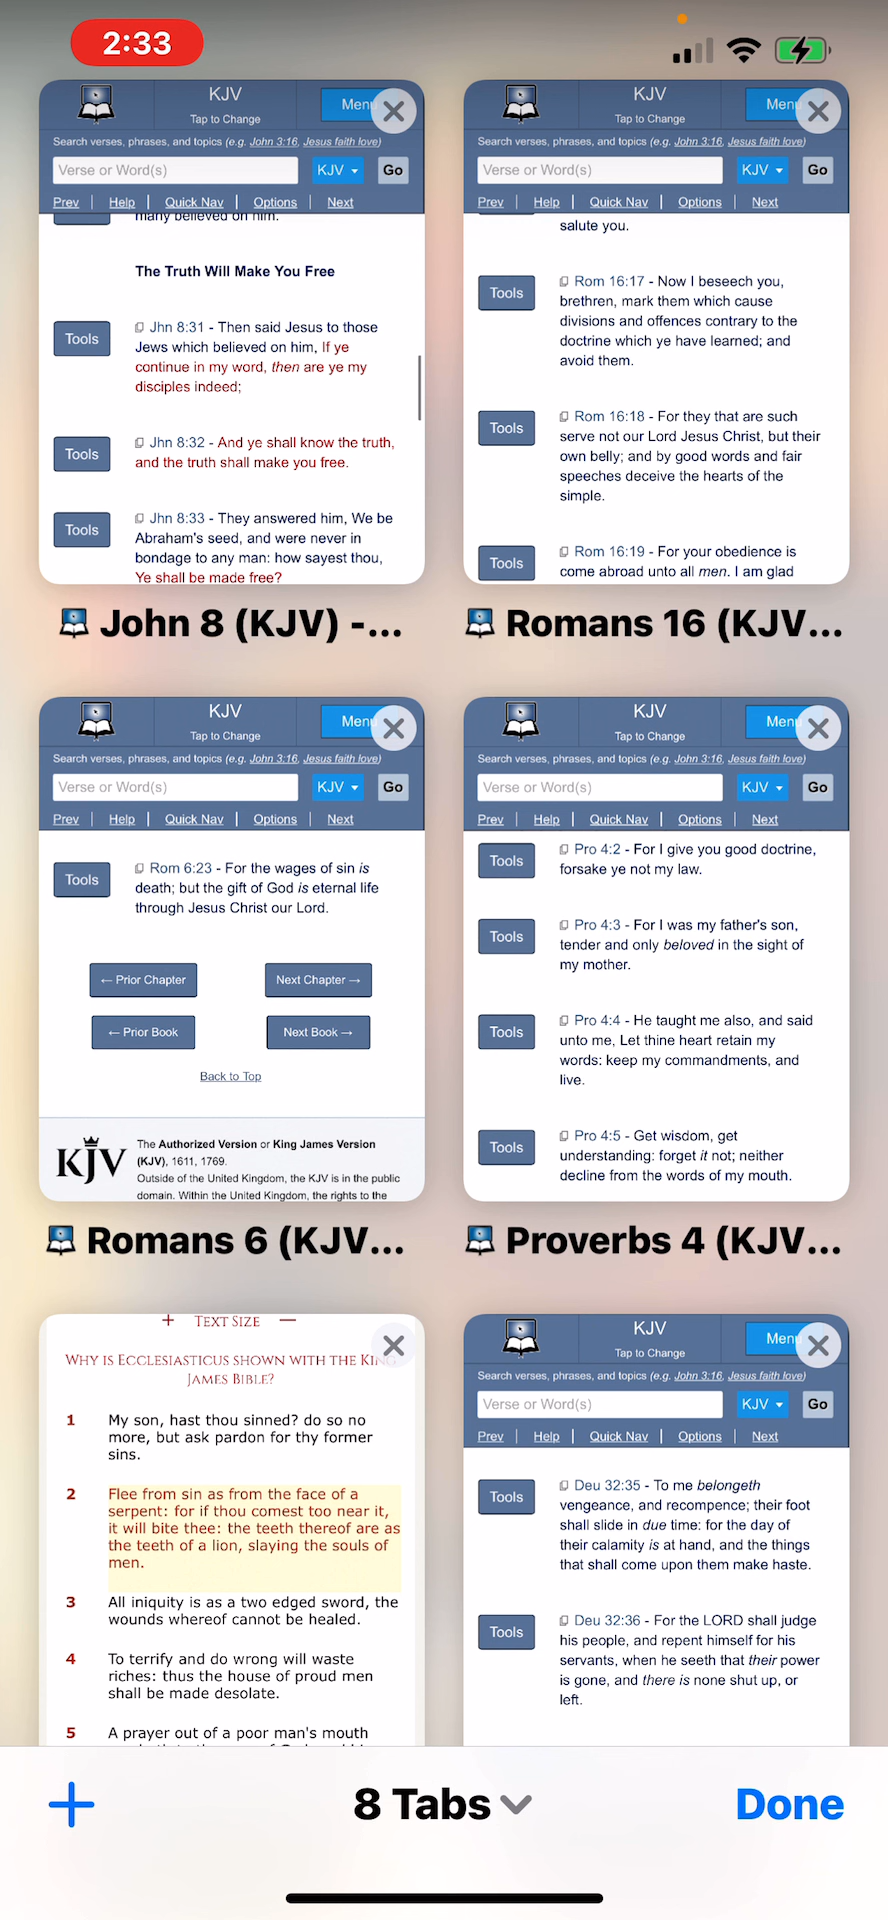 2:33
KJV
Tap to Change
Menu
Search verses, phrases, and topics (e.g. John 3:16, Jesus faith love)
Verse or Word(s)
KJV
Go
Prev | Help | Quick Nav | Options | Next
many believed on him.
The Truth Will Make You Free
Tools
Jhn 8:31 - Then said Jesus to those
Jews which believed on him, If ye
continue in my word, then are ye my
disciples indeed;
Tools
Jhn 8:32 - And ye shall know the truth,
and the truth shall make you free.
Tools
Jhn 8:33 - They answered him, We be
Abraham's seed, and were never in
bondage to any man: how sayest thou,
Ye shall be made free?
John 8 (KJV) -...
KJV
Tap to Change
Menu
Search verses, phrases, and topics (e.g. John 3:16, Jesus faith love)
Verse or Word(s)
KJV
Go
Prev | Help | Quick Nav | Options | Next
salute you.
Tools
Rom 16:17 - Now I beseech you,
brethren, mark them which cause
divisions and offences contrary to the
doctrine which ye have learned; and
avoid them.
Tools
Rom 16:18 - For they that are such
serve not our Lord Jesus Christ, but their
own belly; and by good words and fair
speeches deceive the hearts of the
simple.
Tools
Rom 16:19 - For your obedience is
come abroad unto all men. I am glad
Romans 16 (KJV...
KJV
Tap to Change
Menu
Search verses, phrases, and topics (e.g. John 3:16, Jesus faith love)
Verse or Word(s)
KJV
Go
Prev | Help | Quick Nav | Options | Next
Tools
Rom 6:23 - For the wages of sin is
death; but the gift of God is eternal life
through Jesus Christ our Lord.
← Prior Chapter
Next Chapter →
← Prior Book
Next Book →
Back to Top
KJV
The Authorized Version or King James Version
(KJV), 1611, 1769.
Outside of the United Kingdom, the KJV is in the public
domain. Within the United Kingdom, the rights to the
Romans 6 (KJV...
KJV
Tap to Change
Menu
Search verses, phrases, and topics (e.g. John 3:16, Jesus faith love)
Verse or Word(s)
KJV
Go
Prev | Help | Quick Nav | Options | Next
Tools
Pro 4:2 - For I give you good doctrine,
forsake ye not my law.
Tools
Pro 4:3 - For I was my father's son,
tender and only beloved in the sight of
my mother.
Tools
Pro 4:4 - He taught me also, and said
unto me, Let thine heart retain my
words: keep my commandments, and
live.
Tools
Pro 4:5 - Get wisdom, get
understanding: forget it not; neither
decline from the words of my mouth.
Proverbs 4 (KJV...
+ Text Size —
Why is Ecclesiasticus shown with the King
James Bible?
1 My son, hast thou sinned? do so no
more, but ask pardon for thy former
sins.
2 Flee from sin as from the face of a
serpent: for if thou comest too near it,
it will bite thee: the teeth thereof are as
the teeth of a lion, slaying the souls of
men.
3 All iniquity is as a two edged sword, the
wounds whereof cannot be healed.
4 To terrify and do wrong will waste
riches: thus the house of proud men
shall be made desolate.
5 A prayer out of a poor man's mouth
KJV
Tap to Change
Menu
Search verses, phrases, and topics (e.g. John 3:16, Jesus faith love)
Verse or Word(s)
KJV
Go
Prev | Help | Quick Nav | Options | Next
Tools
Deu 32:35 - To me belongeth
vengeance, and recompence; their foot
shall slide in due time: for the day of
their calamity is at hand, and the things
that shall come upon them make haste.
Tools
Deu 32:36 - For the LORD shall judge
his people, and repent himself for his
servants, when he seeth that their power
is gone, and there is none shut up, or
left.
8 Tabs
Done